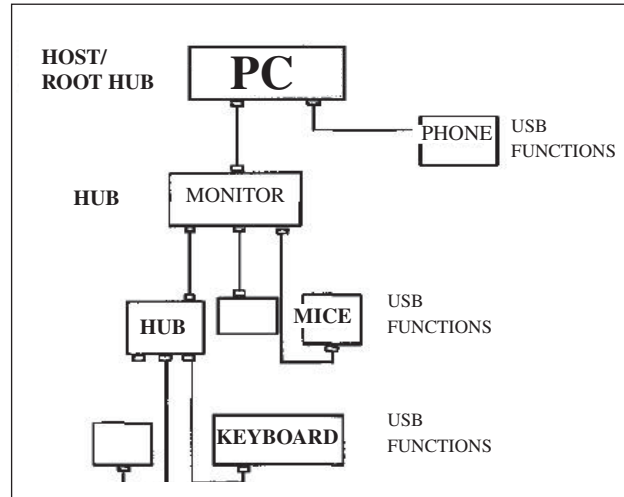 HOST/
ROOT HUB
PC
PHONE
USB
FUNCTIONS
HUB
MONITOR
HUB
MICE
USB
FUNCTIONS
KEYBOARD
USB
FUNCTIONS